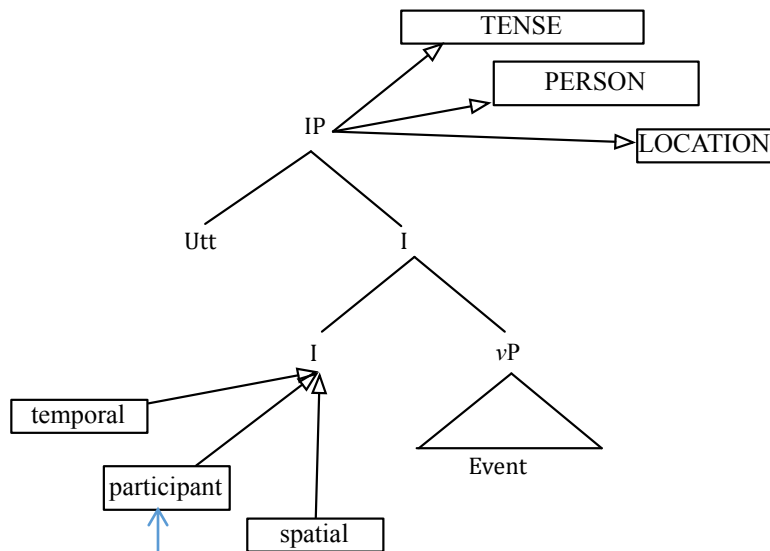 TENSE
PERSON
IP
LOCATION
Utt
I
I
vP
temporal
Event
participant
spatial